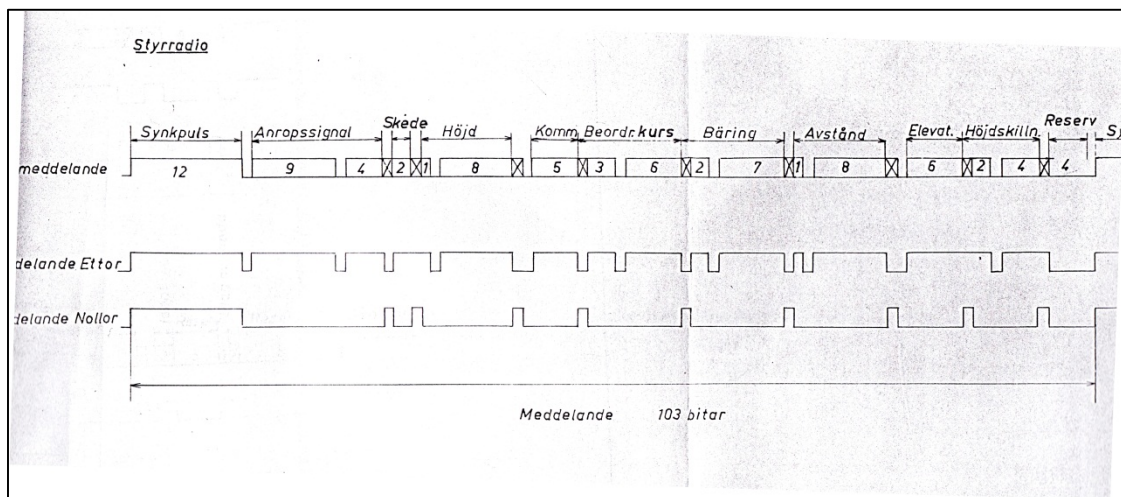 Styrradio
Skede
Reserv
Synkpuls Anropssignal Höjd Komm Beordr. kurs Bäring Avstånd Elevat. Höjdskilln. Sy
meddelande 12 9 4 X 2 X 1 8 X 5 X 3 6 X 2 7 X 1 8 X 6 X 2 4 X 4
delande Ettor
delande Nollor
Meddelande 103 bitar